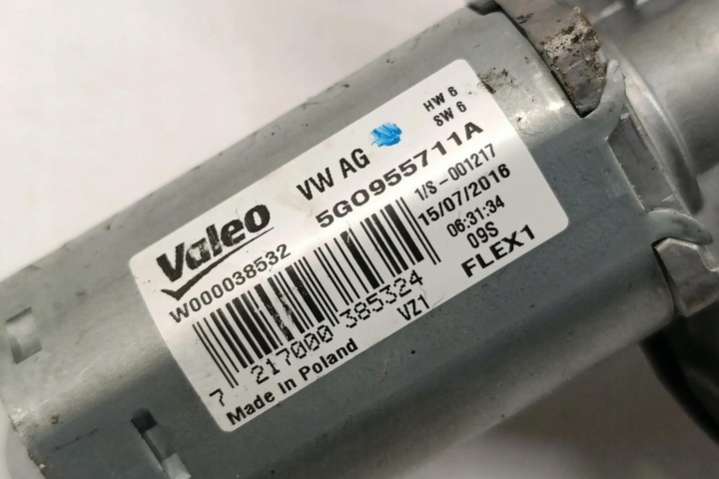 Valeo
VW AG
HW 6
SW 6
W000038532
5G0955711A
1/S-001217
15/07/2016
06:31:34
09S
FLEX1
7 217000 385324
VZ1
Made in Poland